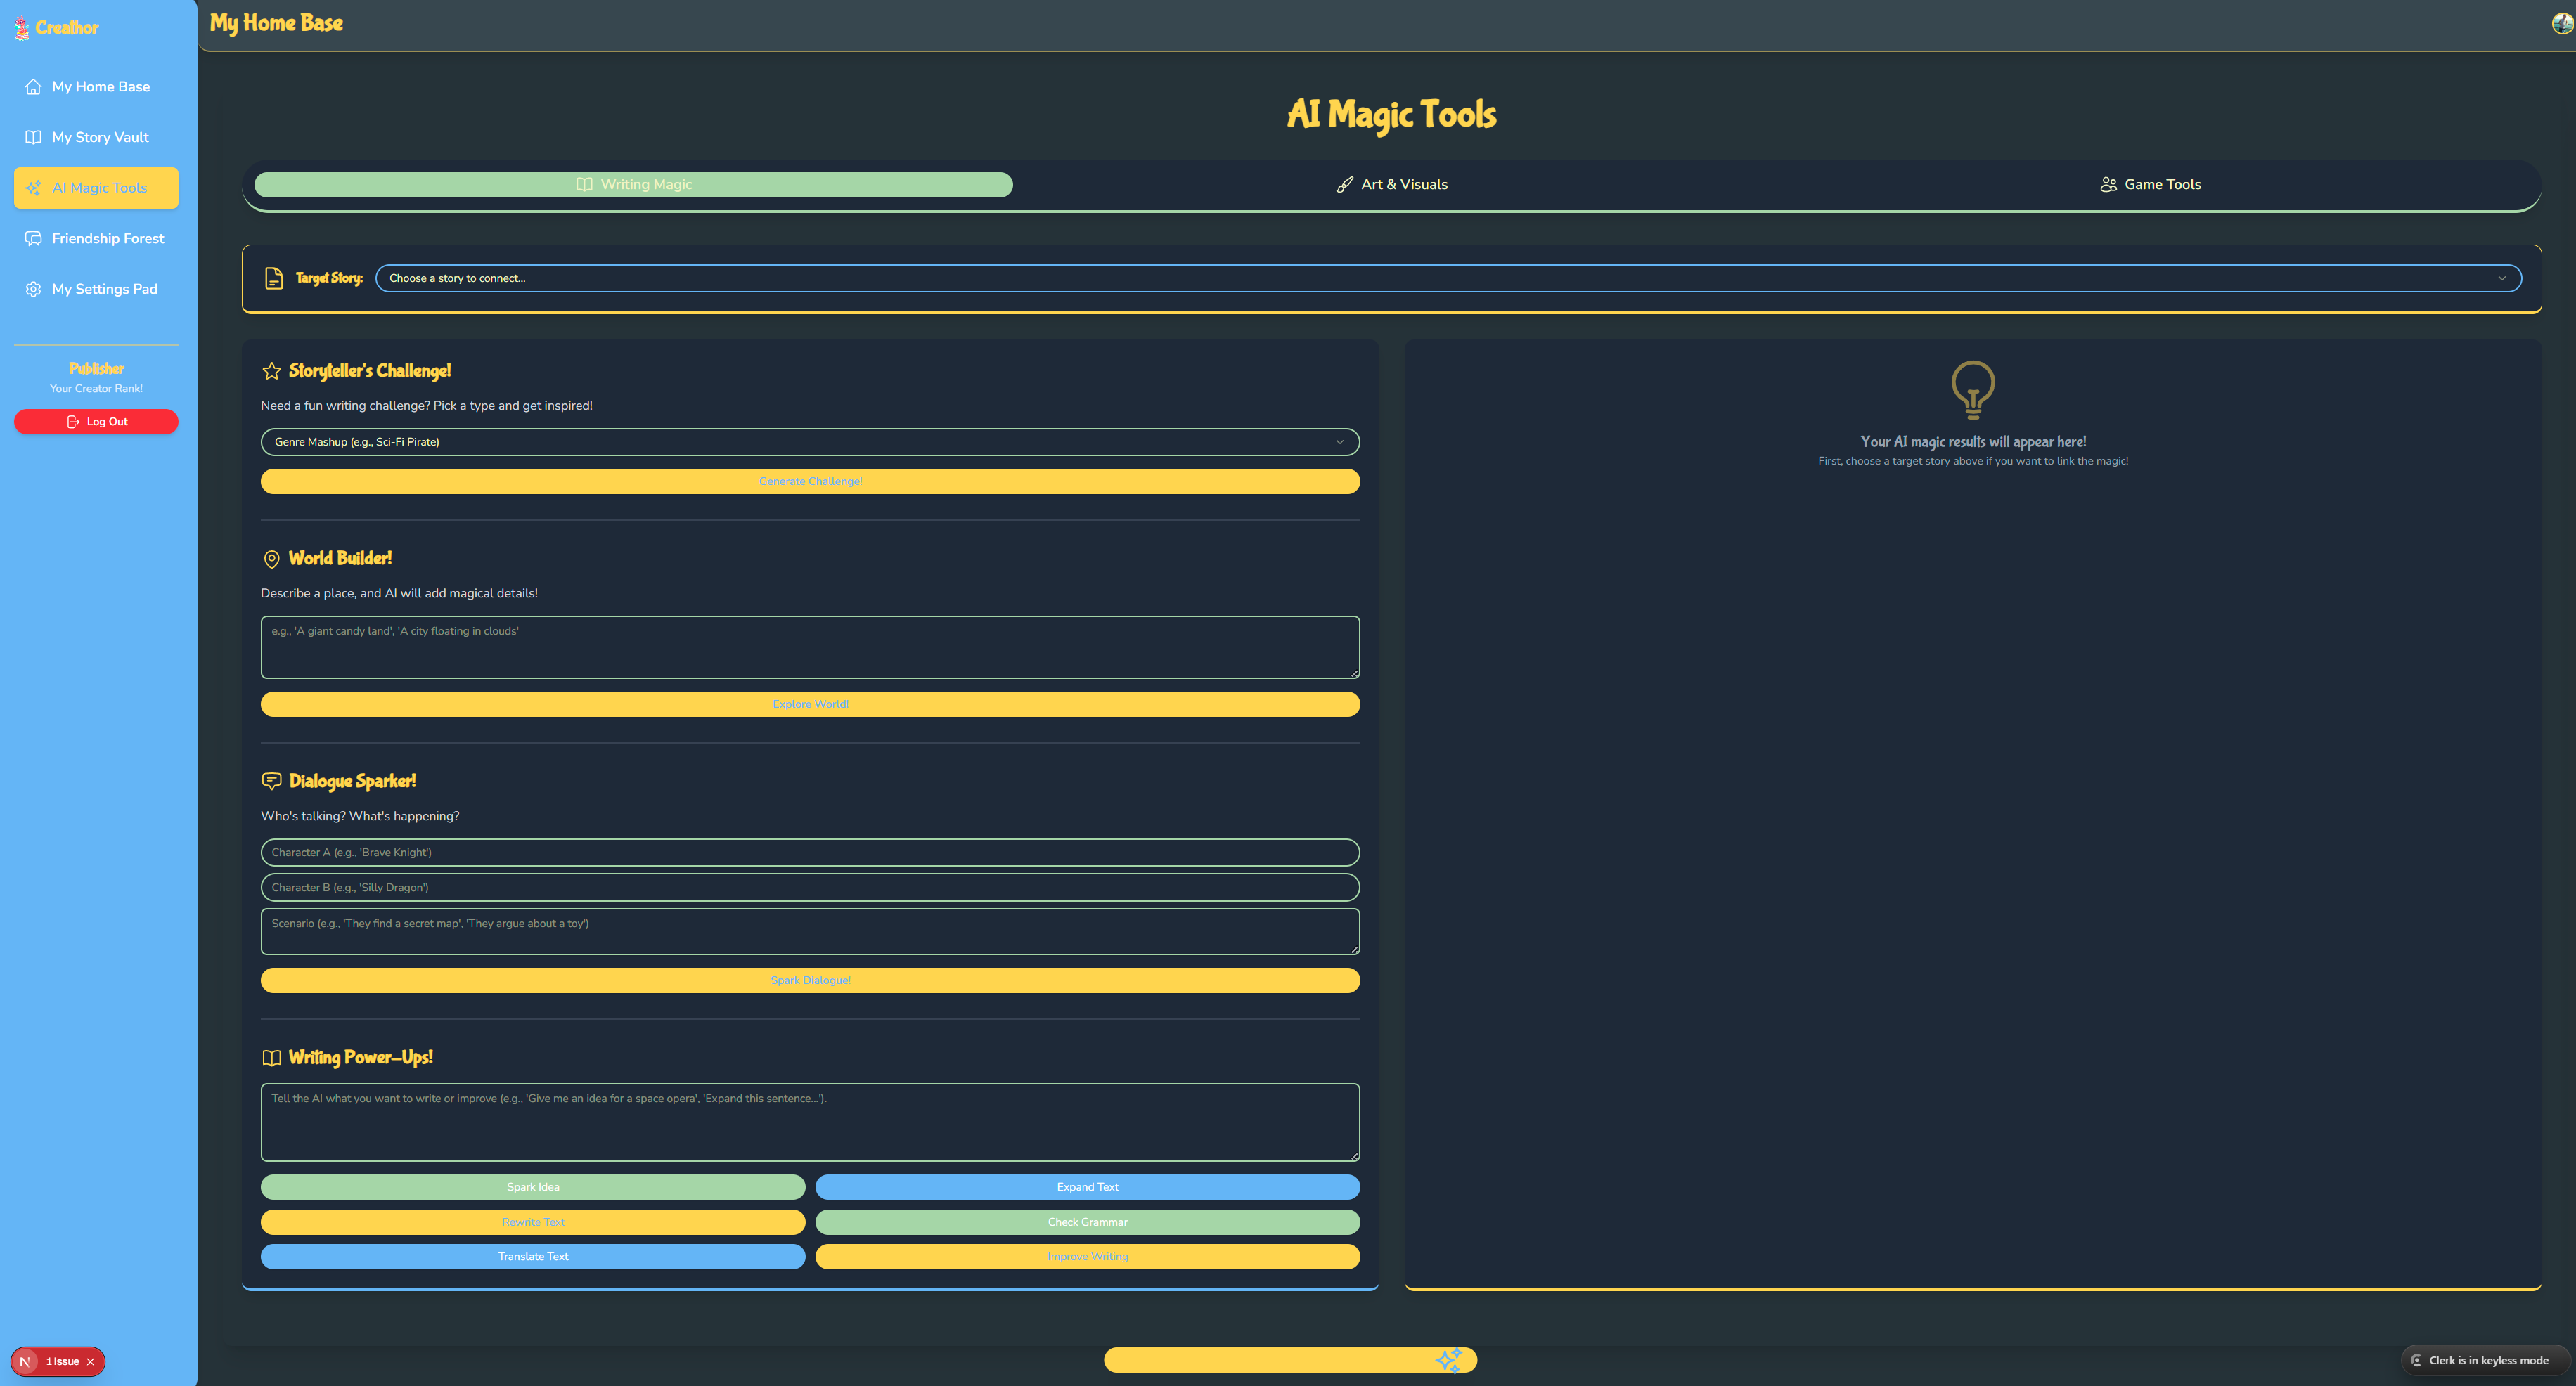 Creathor
My Home Base
My Home Base
My Story Vault
AI Magic Tools
Friendship Forest
My Settings Pad
Publisher
Your Creator Rank!
Log Out
AI Magic Tools
Writing Magic
Art & Visuals
Game Tools
Target Story:
Choose a story to connect...
Storyteller's Challenge!
Need a fun writing challenge? Pick a type and get inspired!
Genre Mashup (e.g., Sci-Fi Pirate)
Generate Challenge!
World Builder!
Describe a place, and AI will add magical details!
e.g., 'A giant candy land', 'A city floating in clouds'
Explore World!
Dialogue Sparker!
Who's talking? What's happening?
Character A (e.g., 'Brave Knight')
Character B (e.g., 'Silly Dragon')
Scenario (e.g., 'They find a secret map', 'They argue about a toy')
Spark Dialogue!
Writing Power-Ups!
Tell the AI what you want to write or improve (e.g., 'Give me an idea for a space opera', 'Expand this sentence...').
Spark Idea
Expand Text
Rewrite Text
Check Grammar
Translate Text
Improve Writing
Your AI magic results will appear here!
First, choose a target story above if you want to link the magic!
N 1 Issue
Clerk is in keyless mode